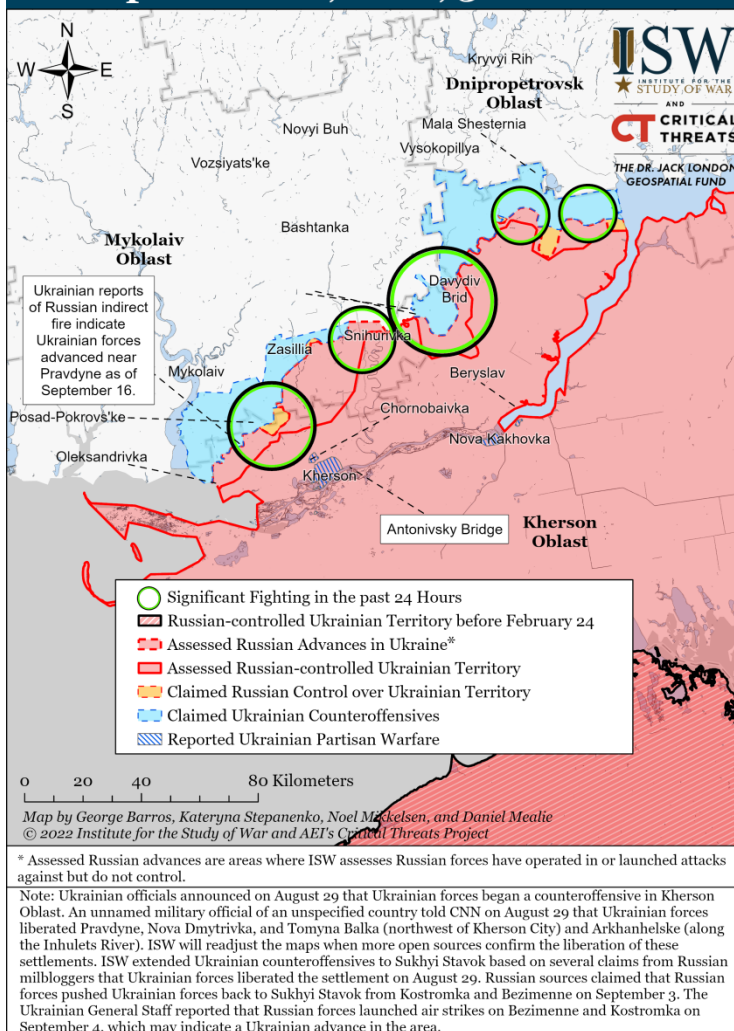 N
W E
S
Kryvyi Rih
Dnipropetrovsk
Oblast
ISW
INSTITUTE FOR THE
STUDY OF WAR
AND
CT CRITICAL
THREATS
THE DR. JACK LONDON
GEOSPATIAL FUND
Novyi Buh
Mala Shesternia
Vysokopillya
Vozsiyats'ke
Bashtanka
Mykolaiv
Oblast
Ukrainian reports
of Russian indirect
fire indicate
Ukrainian forces
advanced near
Pravdyne as of
September 16.
Davydiv
Brid
Snihurivka
Zasillia
Mykolaiv
Beryslav
Posad-Pokrovs'ke
Chornobaivka
Nova Kakhovka
Oleksandrivka
Kherson
Antonivsky Bridge
Kherson
Oblast
Significant Fighting in the past 24 Hours
Russian-controlled Ukrainian Territory before February 24
Assessed Russian Advances in Ukraine*
Assessed Russian-controlled Ukrainian Territory
Claimed Russian Control over Ukrainian Territory
Claimed Ukrainian Counteroffensives
Reported Ukrainian Partisan Warfare
0 20 40 80 Kilometers
Map by George Barros, Kateryna Stepanenko, Noel Mikkelsen, and Daniel Mealie
© 2022 Institute for the Study of War and AEI's Critical Threats Project
* Assessed Russian advances are areas where ISW assesses Russian forces have operated in or launched attacks
against but do not control.
Note: Ukrainian officials announced on August 29 that Ukrainian forces began a counteroffensive in Kherson
Oblast. An unnamed military official of an unspecified country told CNN on August 29 that Ukrainian forces
liberated Pravdyne, Nova Dmytrivka, and Tomyna Balka (northwest of Kherson City) and Arkhanhelske (along
the Inhulets River). ISW will readjust the maps when more open sources confirm the liberation of these
settlements. ISW extended Ukrainian counteroffensives to Sukhyi Stavok based on several claims from Russian
milbloggers that Ukrainian forces liberated the settlement on August 29. Russian sources claimed that Russian
forces pushed Ukrainian forces back to Sukhyi Stavok from Kostromka and Bezimenne on September 3. The
Ukrainian General Staff reported that Russian forces launched air strikes on Bezimenne and Kostromka on
September 4, which may indicate a Ukrainian advance in the area.